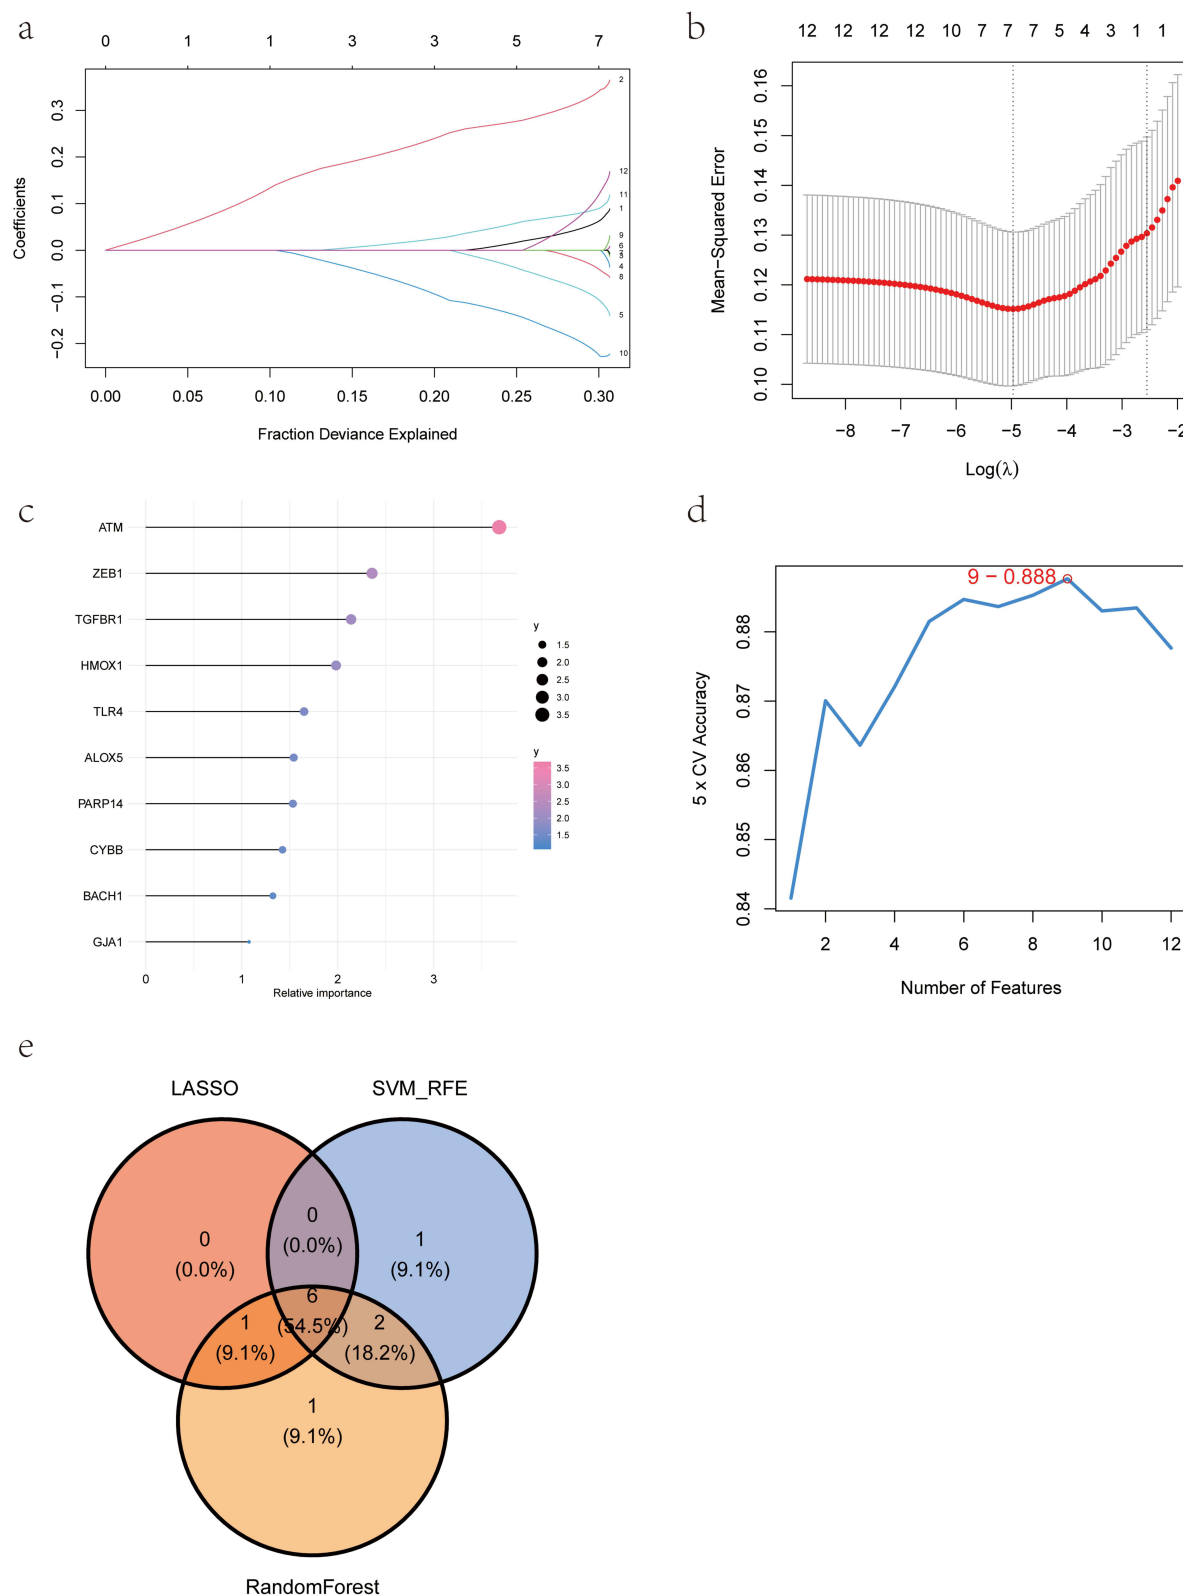 a
0 1 1 3 3 5 7
Coefficients
0.3
0.2
0.1
0.0
−0.1
−0.2
2
12
11
1
9
6
3
4
8
5
10
0.00 0.05 0.10 0.15 0.20 0.25 0.30
Fraction Deviance Explained
b
12 12 12 12 10 7 7 7 5 4 3 1 1
Mean−Squared Error
0.16
0.15
0.14
0.13
0.12
0.11
0.10
−8 −7 −6 −5 −4 −3 −2
Log(λ)
c
ATM
ZEB1
TGFBR1
HMOX1
TLR4
ALOX5
PARP14
CYBB
BACH1
GJA1
0 1 2 3
Relative importance
y
1.5
2.0
2.5
3.0
3.5
y
3.5
3.0
2.5
2.0
1.5
d
9 − 0.888
5 x CV Accuracy
0.88
0.87
0.86
0.85
0.84
2 4 6 8 10 12
Number of Features
e
LASSO SVM_RFE
0
(0.0%)
0
(0.0%)
1
(9.1%)
6
(54.5%)
1
(9.1%)
2
(18.2%)
1
(9.1%)
RandomForest